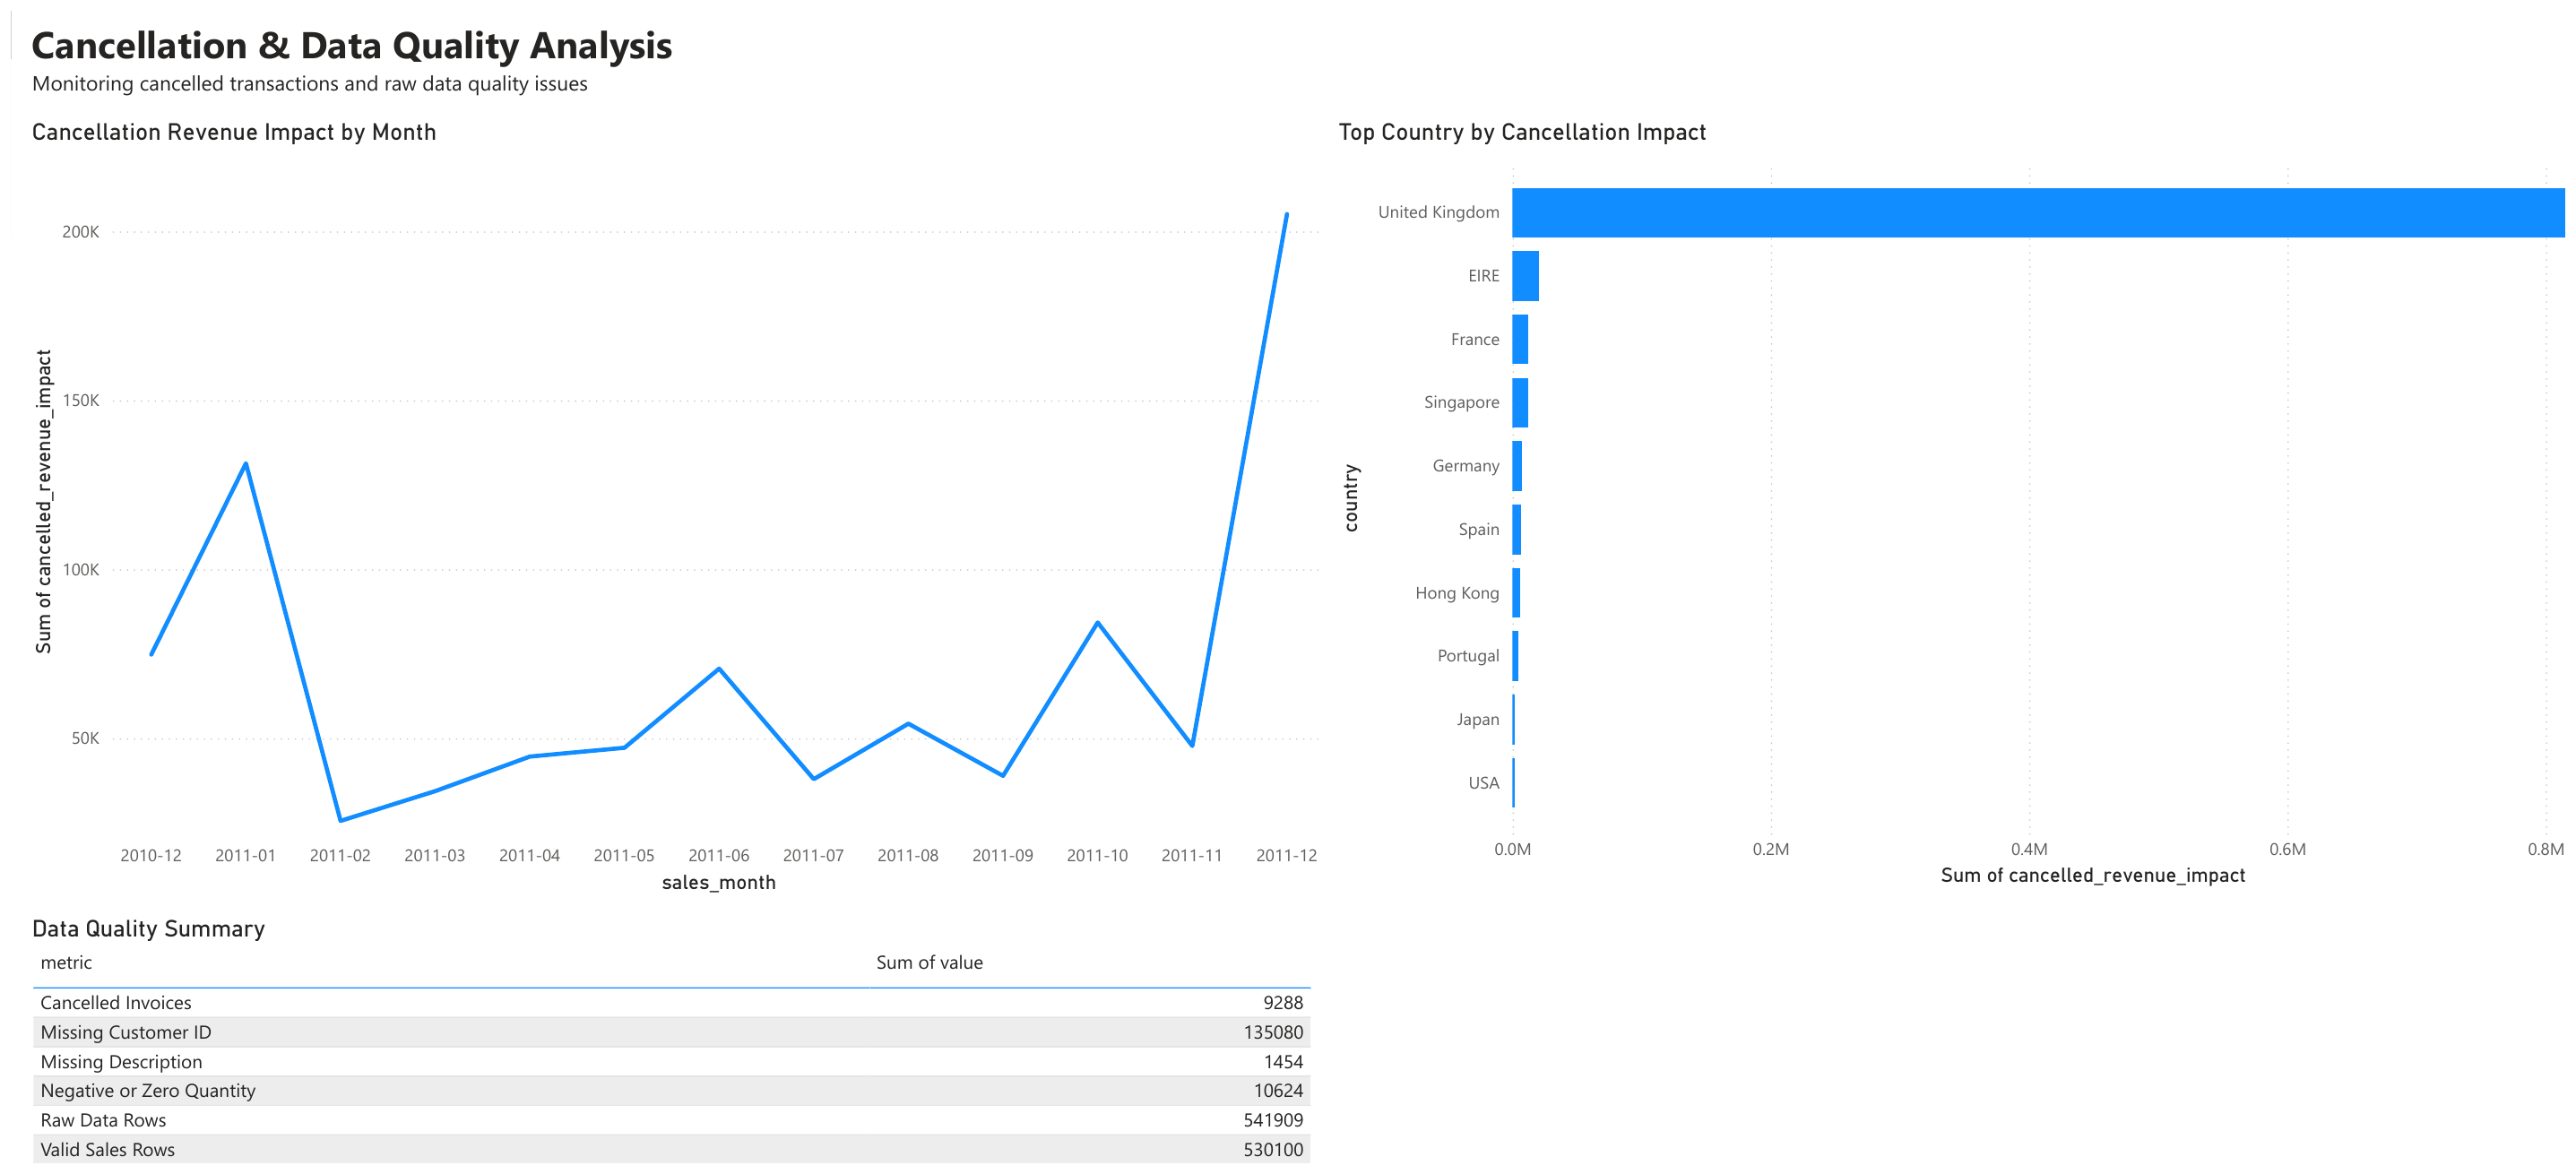 Cancellation & Data Quality Analysis
Monitoring cancelled transactions and raw data quality issues
Cancellation Revenue Impact by Month
Sum of cancelled_revenue_impact
200K
150K
100K
50K
2010-12 2011-01 2011-02 2011-03 2011-04 2011-05 2011-06 2011-07 2011-08 2011-09 2011-10 2011-11 2011-12
sales_month
Top Country by Cancellation Impact
country
United Kingdom
EIRE
France
Singapore
Germany
Spain
Hong Kong
Portugal
Japan
USA
0.0M 0.2M 0.4M 0.6M 0.8M
Sum of cancelled_revenue_impact
Data Quality Summary
metric Sum of value
Cancelled Invoices 9288
Missing Customer ID 135080
Missing Description 1454
Negative or Zero Quantity 10624
Raw Data Rows 541909
Valid Sales Rows 530100